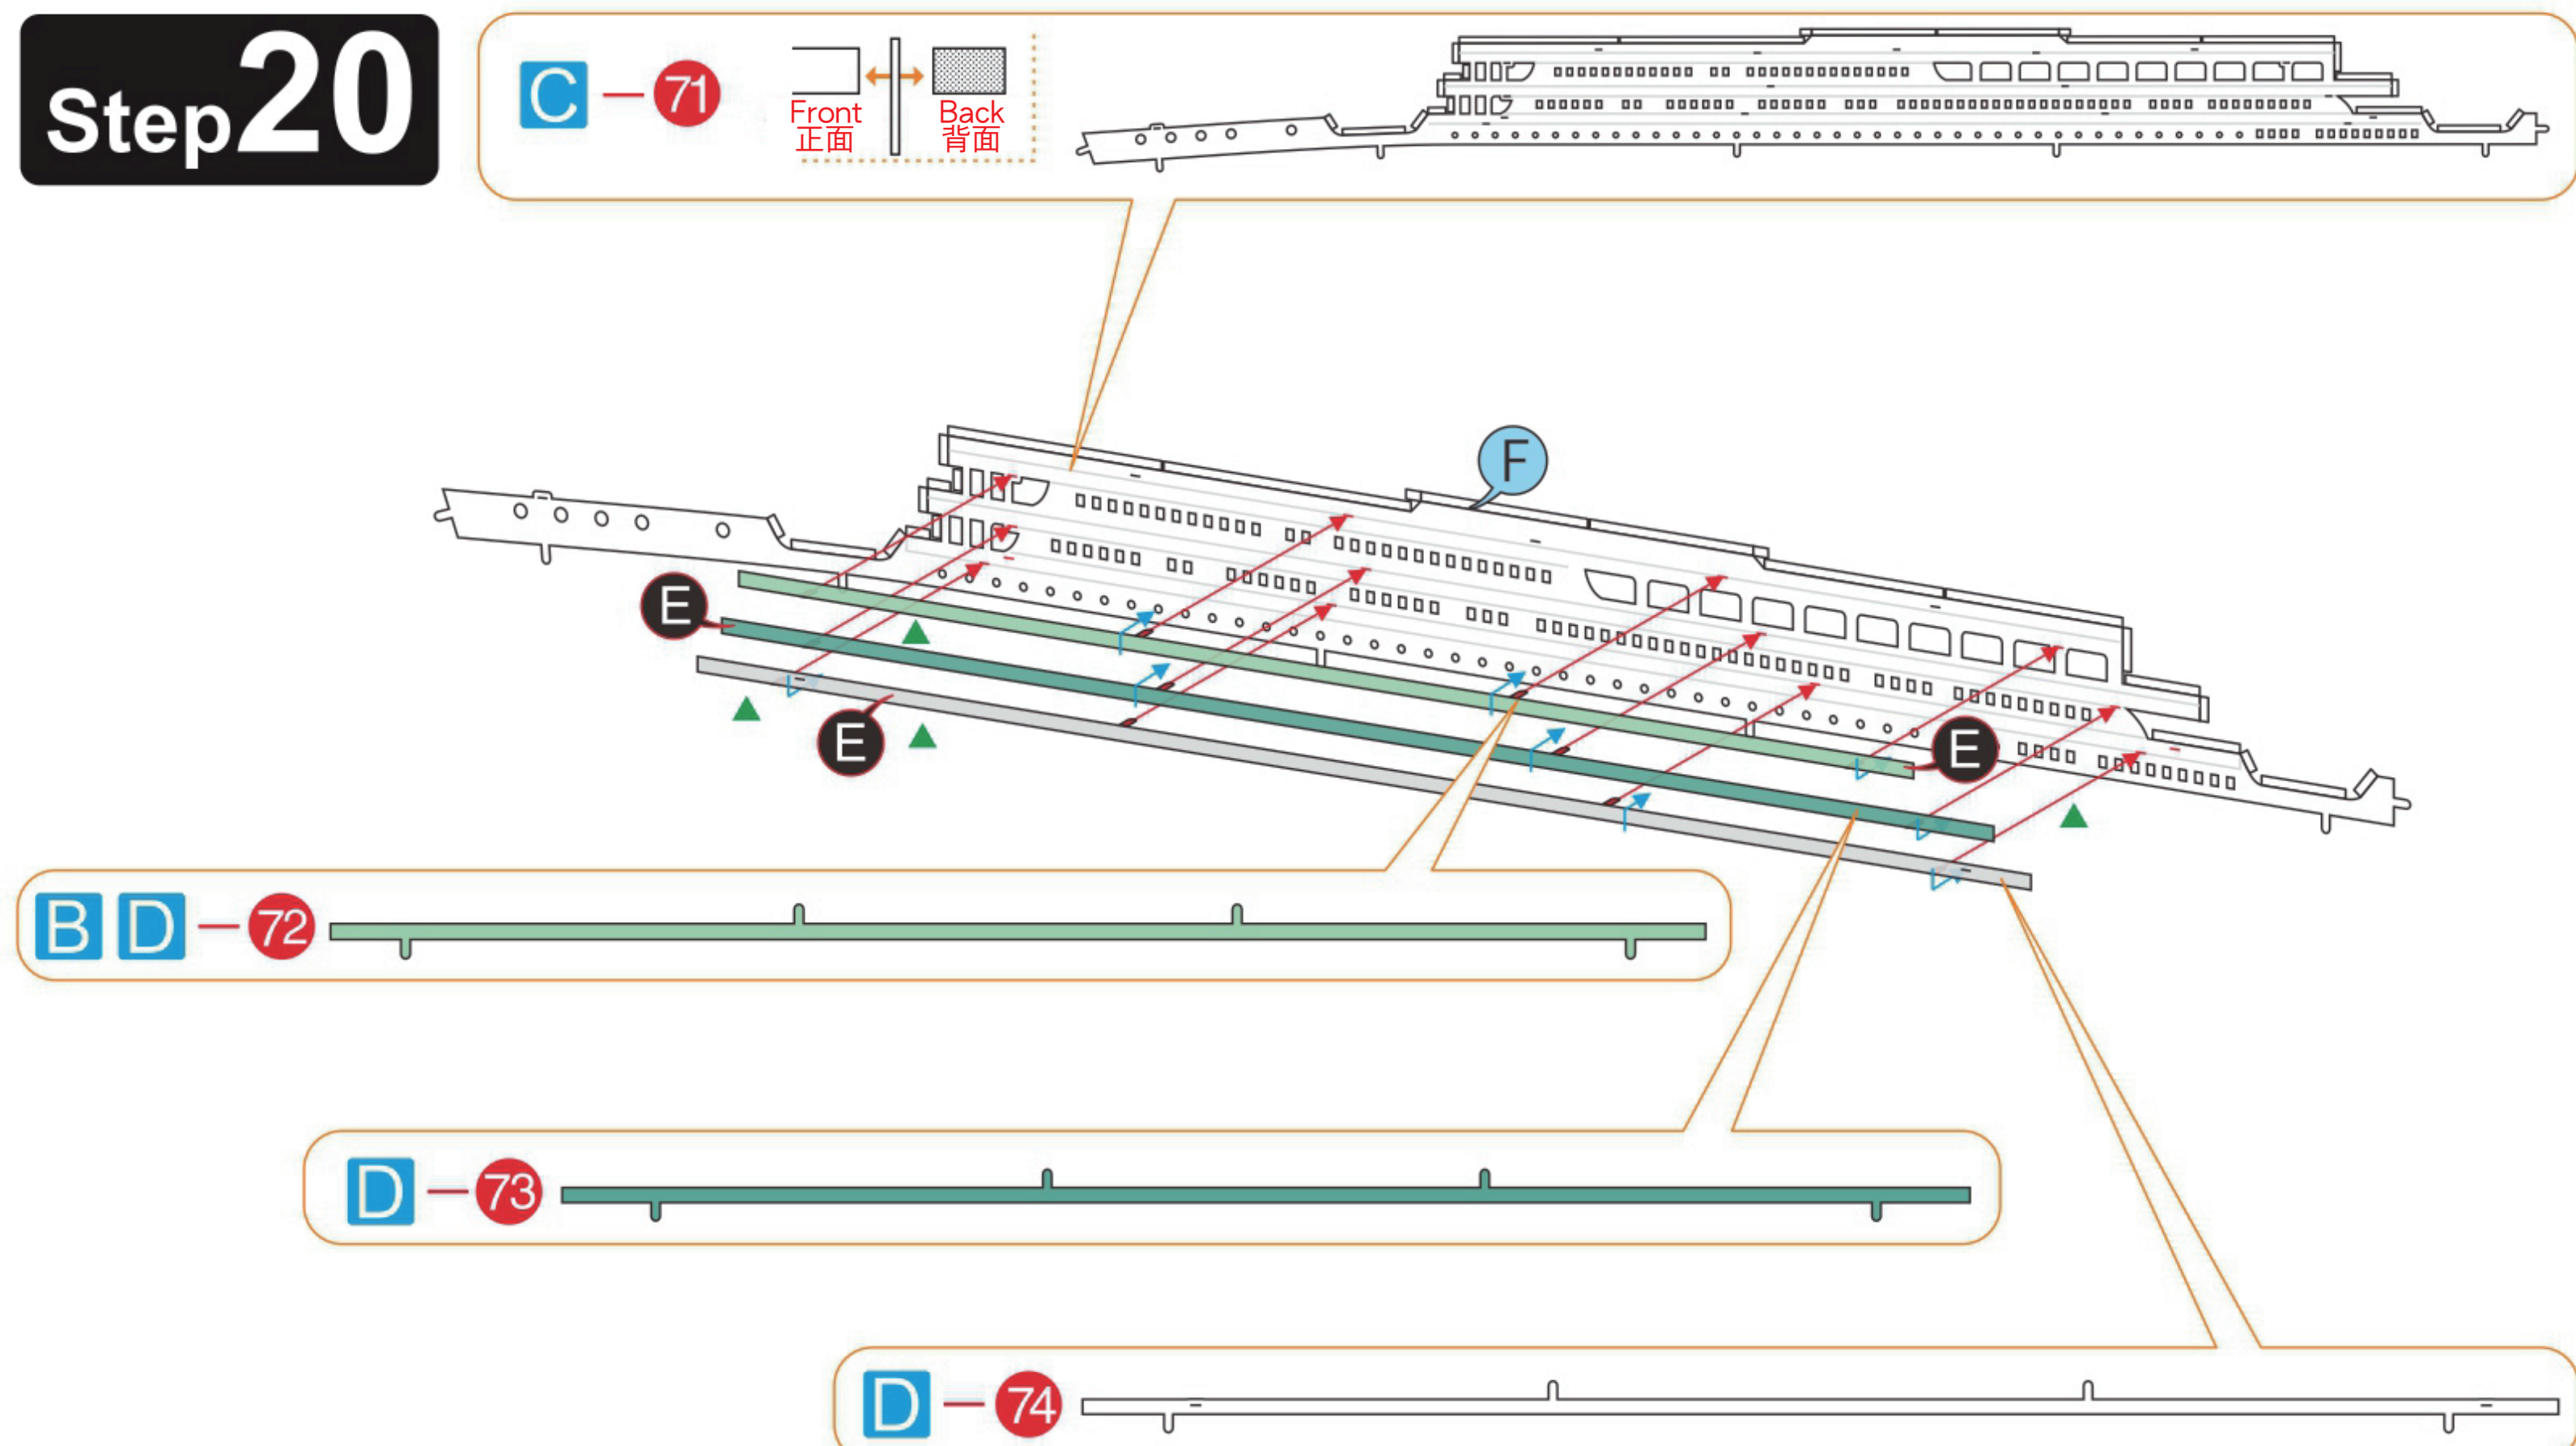 Step20
C — 71
Front Back
正面 背面
F
E
E
E
B D — 72
D — 73
D — 74